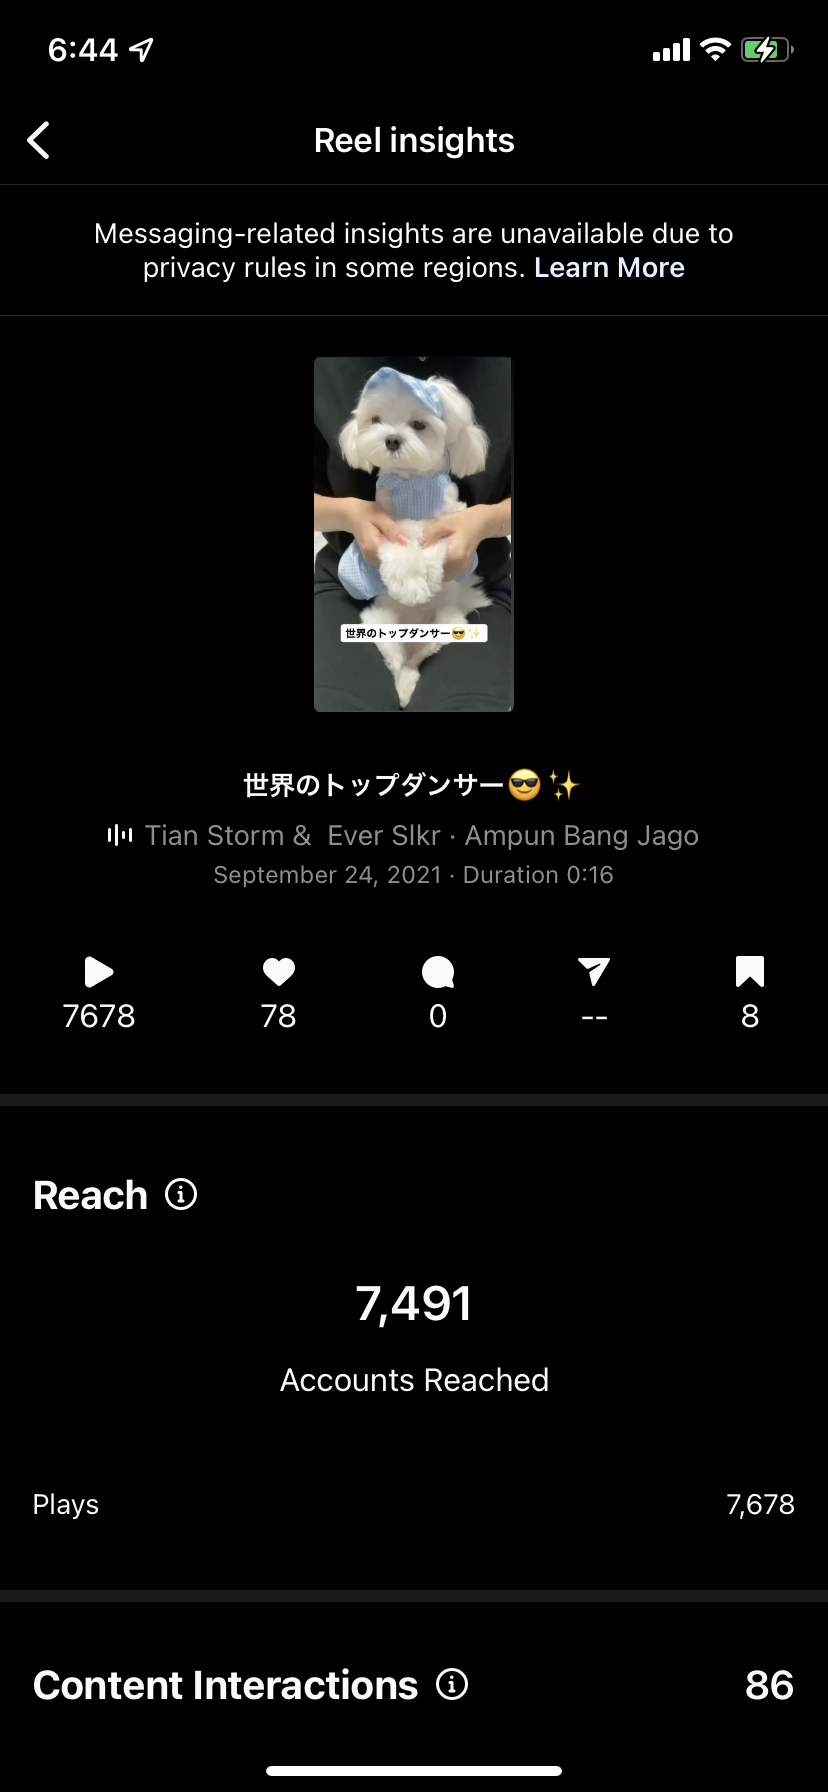 6:44
Reel insights
Messaging-related insights are unavailable due to
privacy rules in some regions. Learn More
世界のトップダンサー😎✨
世界のトップダンサー😎✨
Tian Storm & Ever Slkr · Ampun Bang Jago
September 24, 2021 · Duration 0:16
7678 78 0 -- 8
Reach
7,491
Accounts Reached
Plays 7,678
Content Interactions 86